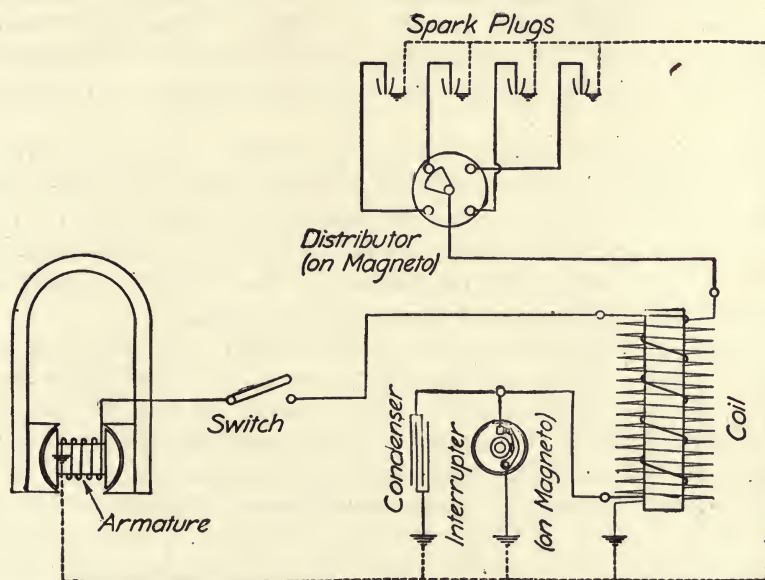 Spark Plugs
Distributor
(on Magneto)
Switch
Armature
Condenser
Interrupter
(on Magneto)
Coil